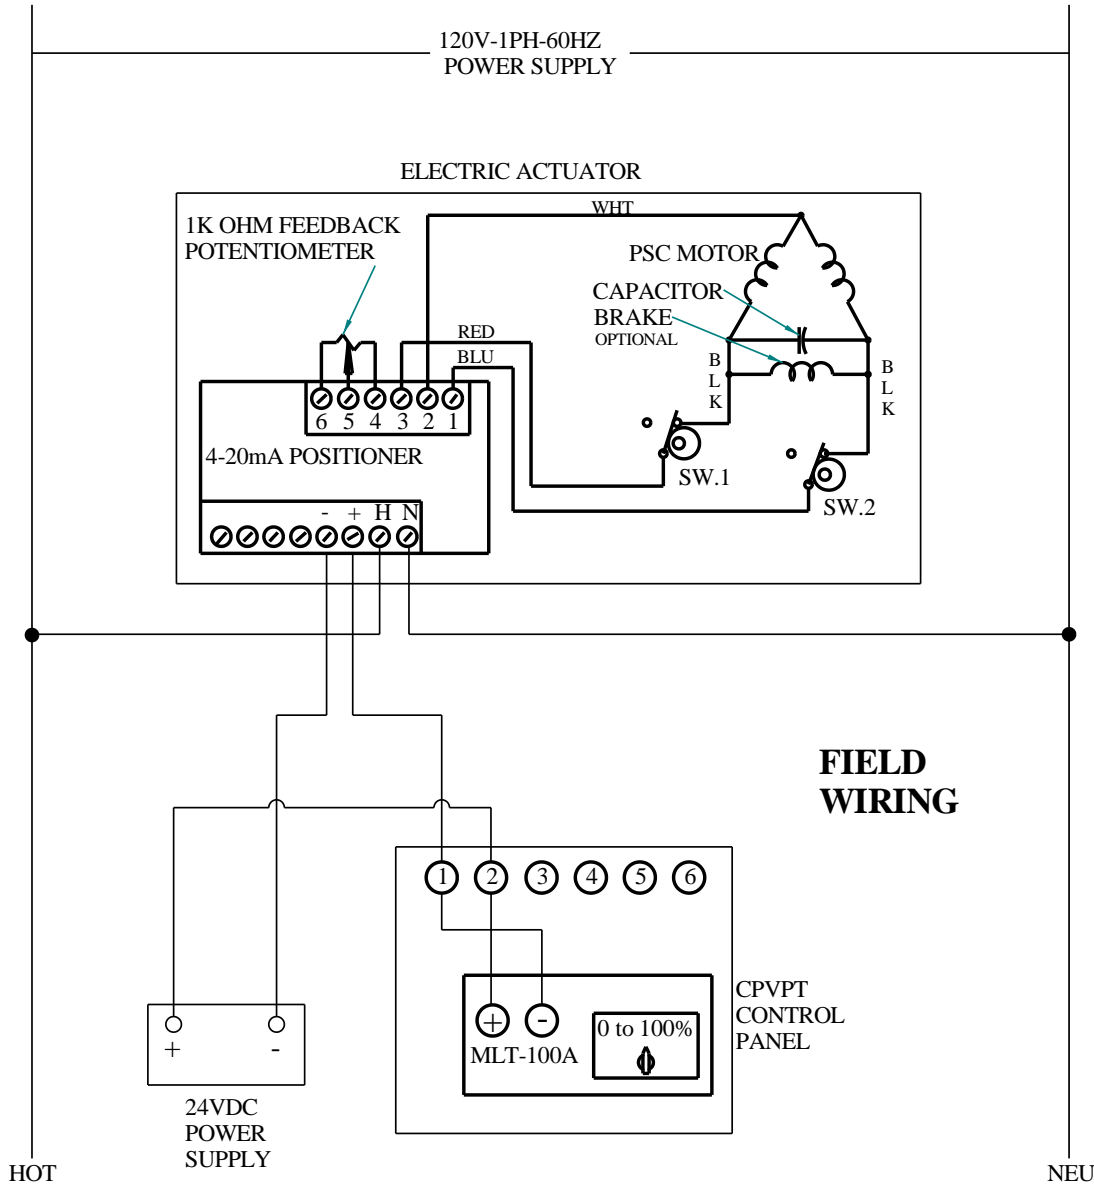 120V-1PH-60HZ
POWER SUPPLY
ELECTRIC ACTUATOR
WHT
1K OHM FEEDBACK
POTENTIOMETER
PSC MOTOR
CAPACITOR
BRAKE
OPTIONAL
RED
BLU
B
L
K
B
L
K
6 5 4 3 2 1
4-20mA POSITIONER
SW.1
SW.2
- + H N
FIELD
WIRING
1 2 3 4 5 6
+ -
MLT-100A
0 to 100%
CPVPT
CONTROL
PANEL
+ -
24VDC
POWER
SUPPLY
HOT
NEU